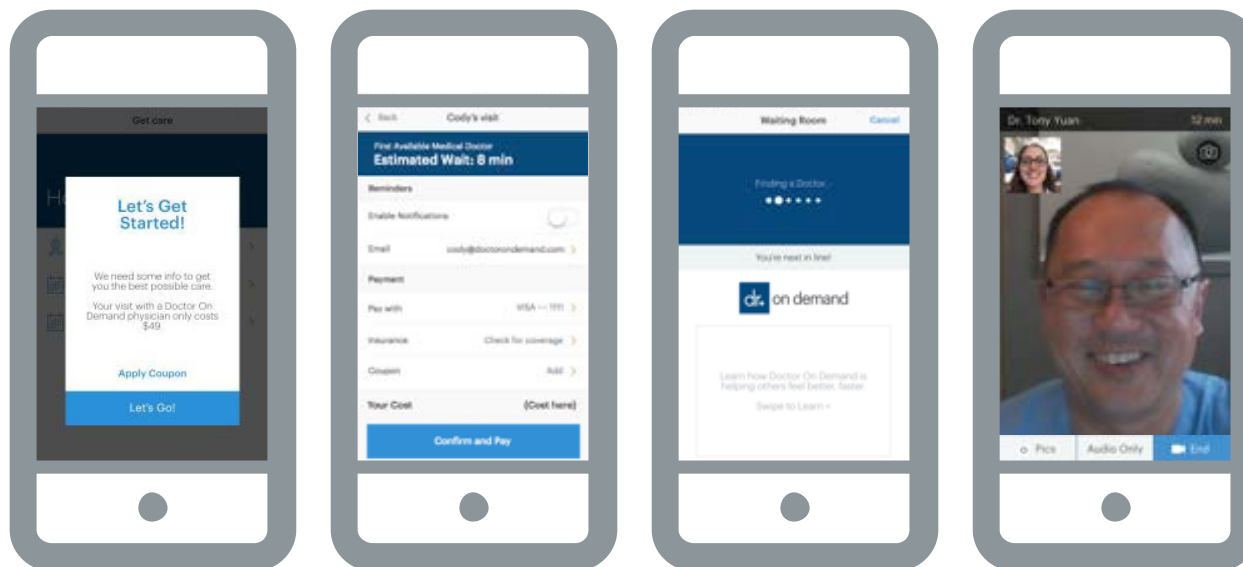 Get care
Let's Get
Started!
We need some info to get
you the best possible care.
Your visit with a Doctor On
Demand physician only costs
$49
Apply Coupon
Let's Go!
Back Cody's visit
First Available Medical Doctor
Estimated Wait: 8 min
Reminders
Enable Notifications
Email cody@doctorondemand.com
Payment
Pay with VISA
Insurance Check for coverage
Coupon Add
Your Cost (Cost here)
Confirm and Pay
Waiting Room Cancel
Finding a Doctor
You're next in line!
dr. on demand
Learn how Doctor On Demand is
helping others feel better, faster.
Swipe to Learn
Dr. Tony Yuan 12 min
Pics Audio Only End